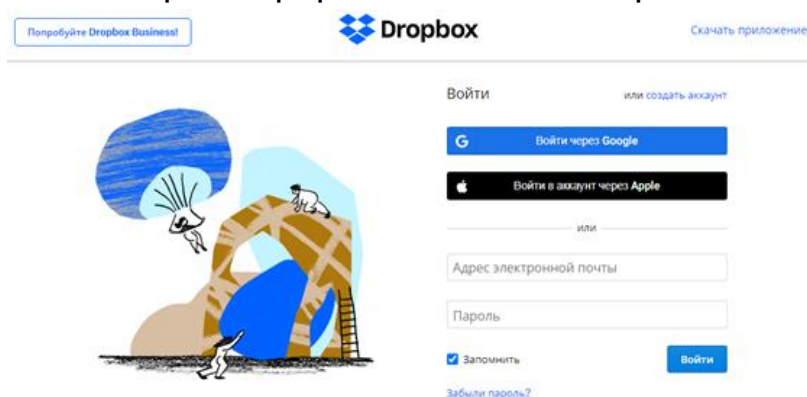 Попробуйте Dropbox Business!
Dropbox
Скачать приложение
Войти
или создать аккаунт
Войти через Google
Войти в аккаунт через Apple
или
Адрес электронной почты
Пароль
Запомнить
Войти
Забыли пароль?